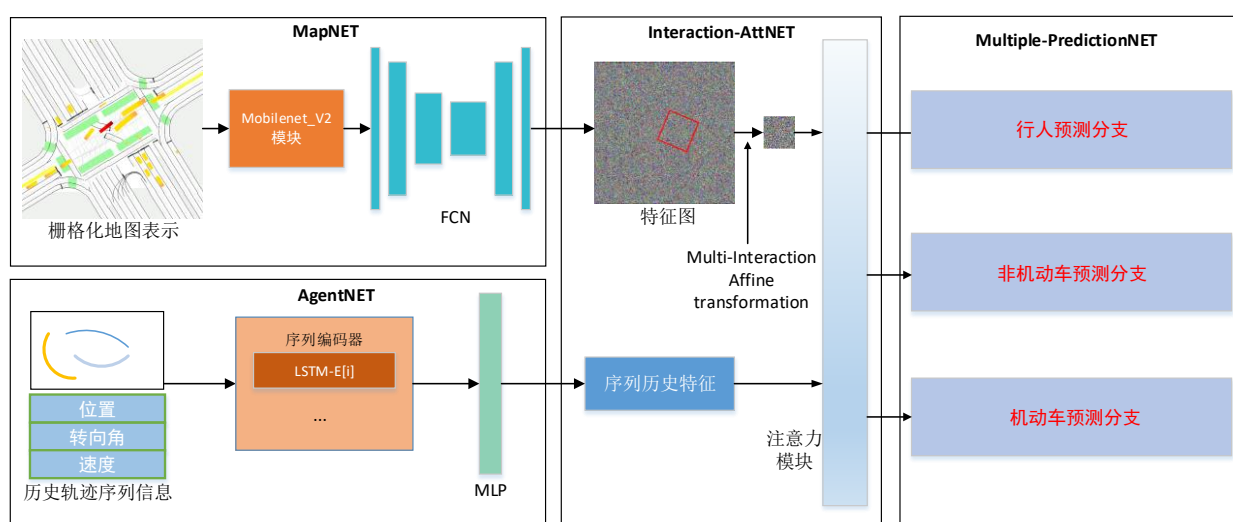 MapNET
Mobilenet_V2
模块
栅格化地图表示
FCN
AgentNET
序列编码器
LSTM-E[i]
...
位置
转向角
速度
历史轨迹序列信息
MLP
Interaction-AttNET
特征图
Multi-Interaction
Affine
transformation
序列历史特征
注意力
模块
Multiple-PredictionNET
行人预测分支
非机动车预测分支
机动车预测分支